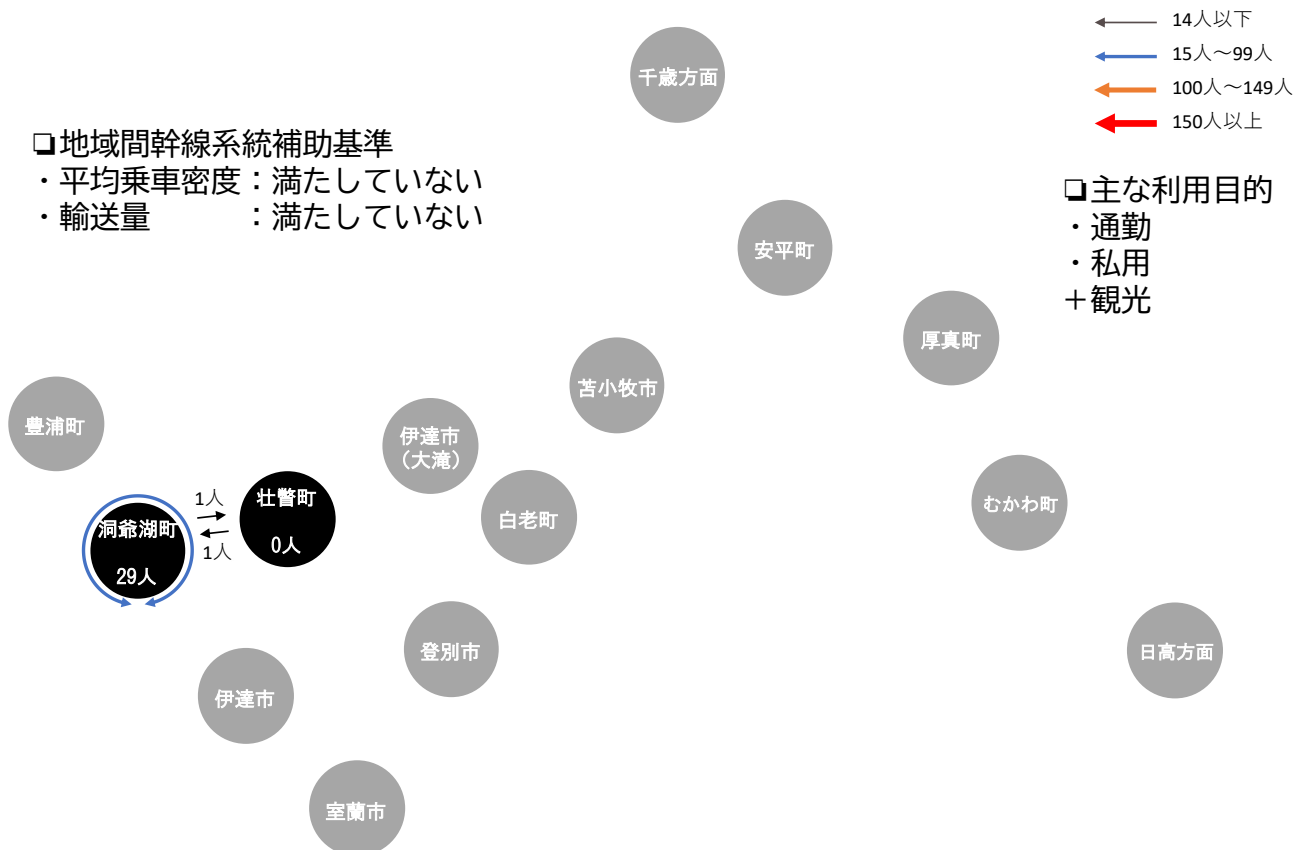 14人以下
15人～99人
100人～149人
150人以上
千歳方面
❏地域間幹線系統補助基準
・平均乗車密度：満たしていない
・輸送量　　　：満たしていない
❏主な利用目的
・通勤
・私用
＋観光
安平町
厚真町
苫小牧市
豊浦町
伊達市
（大滝）
壮瞥町
0人
1人
1人
洞爺湖町
29人
白老町
むかわ町
登別市
日高方面
伊達市
室蘭市